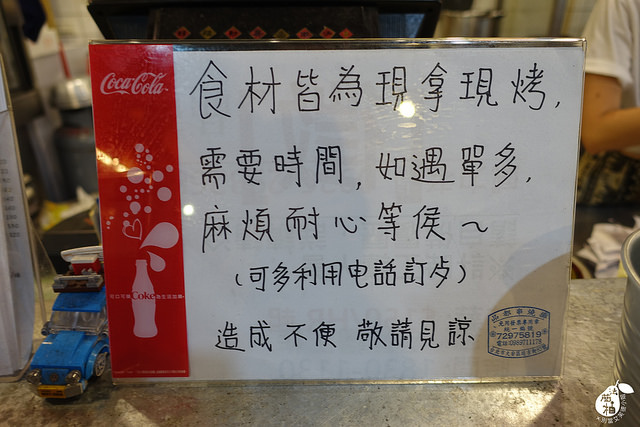 Coca-Cola
食材皆為現拿現烤,
需要時間,如遇單多,
麻煩耐心等侯~
(可多利用电話訂歺)
造成不便 敬請見諒
Coke
72975819